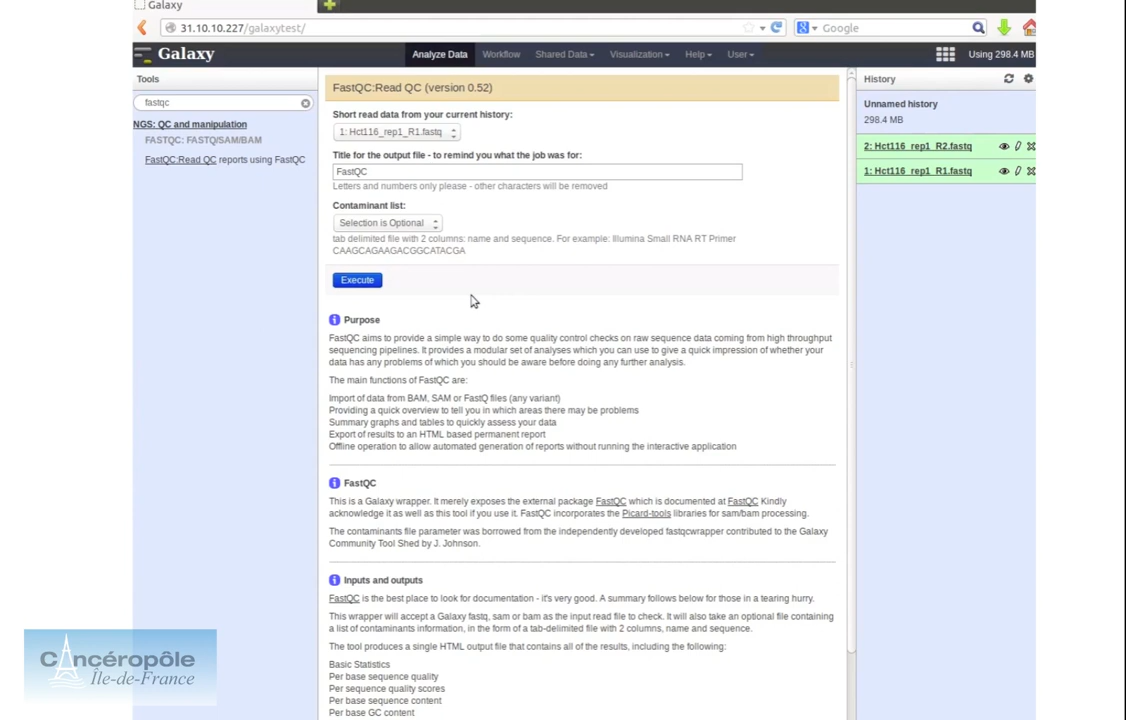 Galaxy
31.10.10.227/galaxytest/
Google
Galaxy
Analyze Data Workflow Shared Data Visualization Help User
Using 298.4 MB
Tools
fastqc
NGS: QC and manipulation
FASTQC: FASTQ/SAM/BAM
FastQC:Read QC reports using FastQC
FastQC:Read QC (version 0.52)
Short read data from your current history:
1: Hct116_rep1_R1.fastq
Title for the output file - to remind you what the job was for:
FastQC
Letters and numbers only please - other characters will be removed
Contaminant list:
Selection is Optional
tab delimited file with 2 columns: name and sequence. For example: Illumina Small RNA RT Primer
CAAGCAGAAGACGGCATACGA
Execute
Purpose
FastQC aims to provide a simple way to do some quality control checks on raw sequence data coming from high throughput
sequencing pipelines. It provides a modular set of analyses which you can use to give a quick impression of whether your
data has any problems of which you should be aware before doing any further analysis.
The main functions of FastQC are:
Import of data from BAM, SAM or FastQ files (any variant)
Providing a quick overview to tell you in which areas there may be problems
Summary graphs and tables to quickly assess your data
Export of results to an HTML based permanent report
Offline operation to allow automated generation of reports without running the interactive application
FastQC
This is a Galaxy wrapper. It merely exposes the external package FastQC which is documented at FastQC Kindly
acknowledge it as well as this tool if you use it. FastQC incorporates the Picard-tools libraries for sam/bam processing.
The contaminants file parameter was borrowed from the independently developed fastqcwrapper contributed to the Galaxy
Community Tool Shed by J. Johnson.
Inputs and outputs
FastQC is the best place to look for documentation - it's very good. A summary follows below for those in a tearing hurry.
This wrapper will accept a Galaxy fastq, sam or bam as the input read file to check. It will also take an optional file containing
a list of contaminants information, in the form of a tab-delimited file with 2 columns, name and sequence.
The tool produces a single HTML output file that contains all of the results, including the following:
Basic Statistics
Per base sequence quality
Per sequence quality scores
Per base sequence content
Per base GC content
History
Unnamed history
298.4 MB
2: Hct116_rep1_R2.fastq
1: Hct116_rep1_R1.fastq
Cancéropôle
Île-de-France